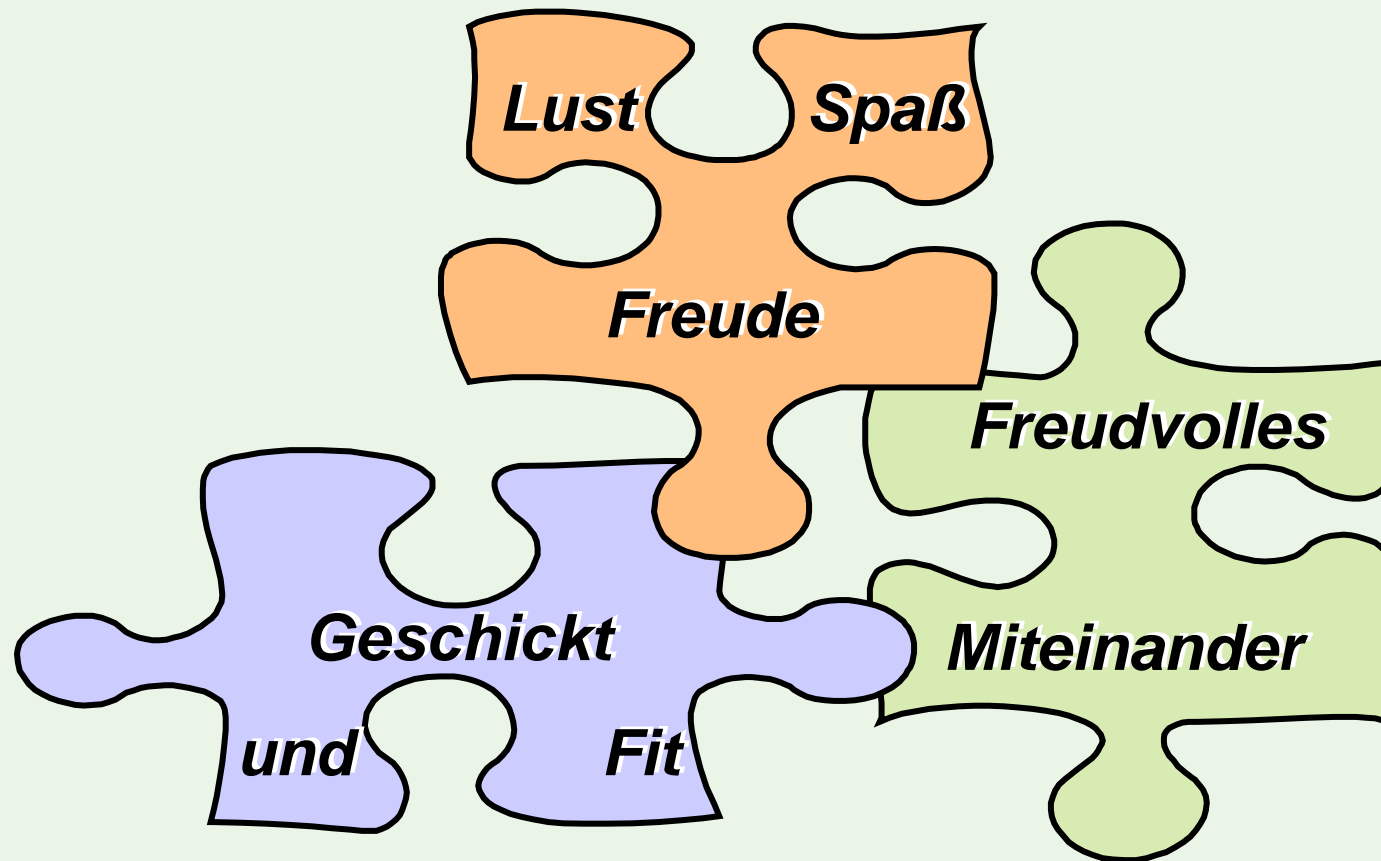 Lust Spaß
Freude
Freudvolles
Miteinander
Geschickt
und Fit